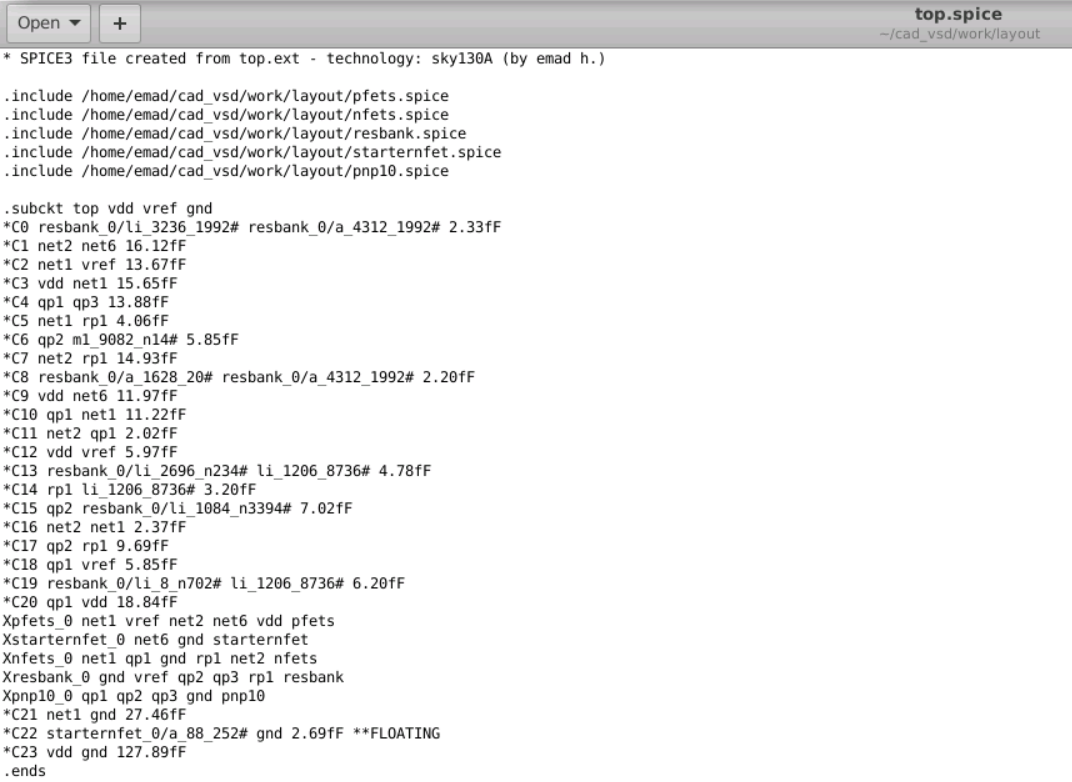 Open
+
top.spice
~/cad_vsd/work/layout
* SPICE3 file created from top.ext - technology: sky130A (by emad h.)
.include /home/emad/cad_vsd/work/layout/pfets.spice
.include /home/emad/cad_vsd/work/layout/nfets.spice
.include /home/emad/cad_vsd/work/layout/resbank.spice
.include /home/emad/cad_vsd/work/layout/starternfet.spice
.include /home/emad/cad_vsd/work/layout/pnp10.spice
.subckt top vdd vref gnd
*C0 resbank_0/li_3236_1992# resbank_0/a_4312_1992# 2.33fF
*C1 net2 net6 16.12fF
*C2 net1 vref 13.67fF
*C3 vdd net1 15.65fF
*C4 qp1 qp3 13.88fF
*C5 net1 rp1 4.06fF
*C6 qp2 m1_9082_n14# 5.85fF
*C7 net2 rp1 14.93fF
*C8 resbank_0/a_1628_20# resbank_0/a_4312_1992# 2.20fF
*C9 vdd net6 11.97fF
*C10 qp1 net1 11.22fF
*C11 net2 qp1 2.02fF
*C12 vdd vref 5.97fF
*C13 resbank_0/li_2696_n234# li_1206_8736# 4.78fF
*C14 rp1 li_1206_8736# 3.20fF
*C15 qp2 resbank_0/li_1084_n3394# 7.02fF
*C16 net2 net1 2.37fF
*C17 qp2 rp1 9.69fF
*C18 qp1 vref 5.85fF
*C19 resbank_0/li_8_n702# li_1206_8736# 6.20fF
*C20 qp1 vdd 18.84fF
Xpfets_0 net1 vref net2 net6 vdd pfets
Xstarternfet_0 net6 gnd starternfet
Xnfets_0 net1 qp1 gnd rp1 net2 nfets
Xresbank_0 gnd vref qp2 qp3 rp1 resbank
Xpnp10_0 qp1 qp2 qp3 gnd pnp10
*C21 net1 gnd 27.46fF
*C22 starternfet_0/a_88_252# gnd 2.69fF **FLOATING
*C23 vdd gnd 127.89fF
.ends